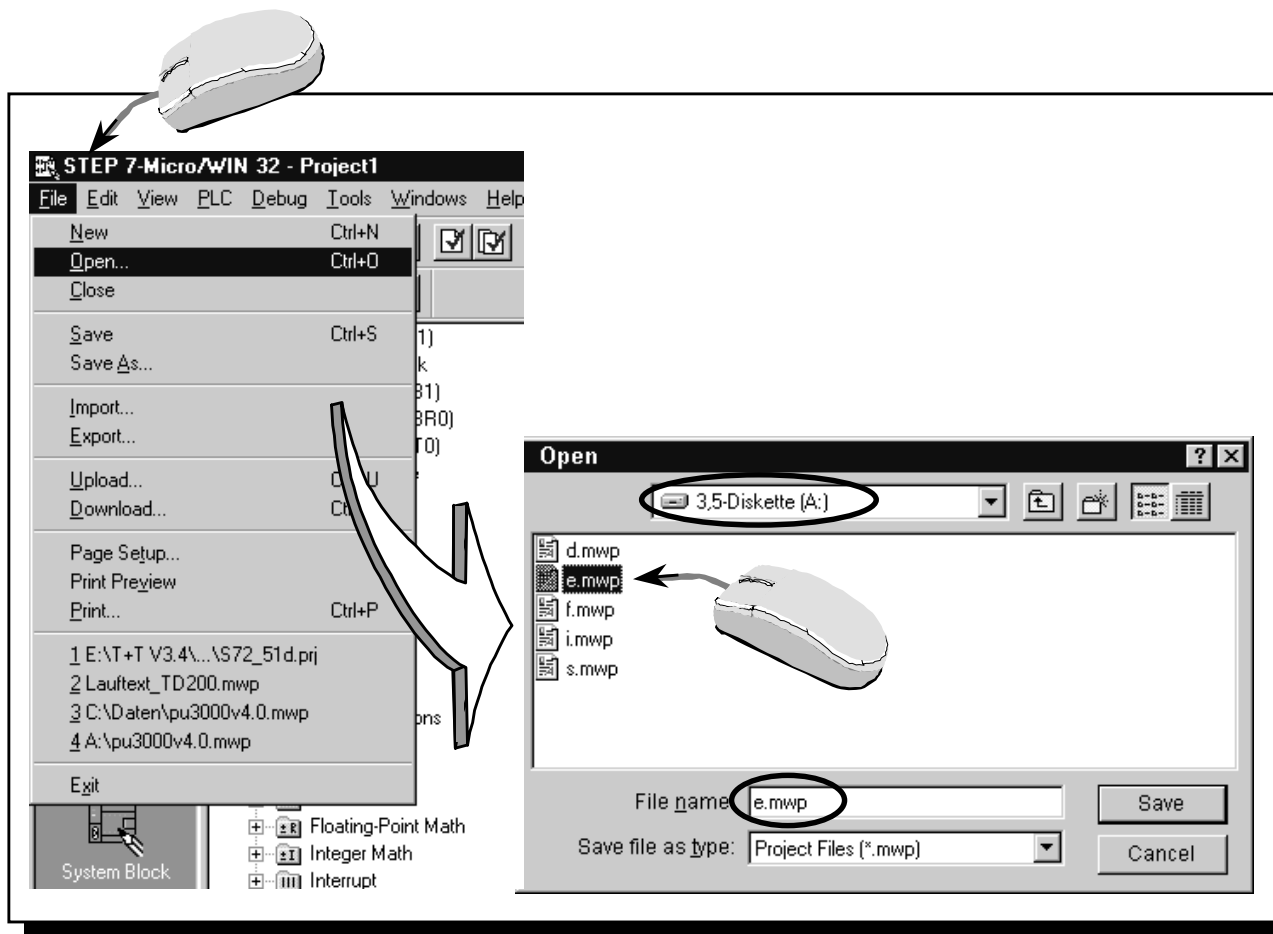 STEP 7-Micro/WIN 32 - Project1
File Edit View PLC Debug Tools Windows Help
New Ctrl+N
Open... Ctrl+O
Close
Save Ctrl+S
Save As...
Import...
Export...
Upload... U
Download...
Page Setup...
Print Preview
Print... Ctrl+P
1 E:\T+T V3.4\...\S72_51d.prj
2 Lauftext_TD200.mwp
3 C:\Daten\pu3000v4.0.mwp
4 A:\pu3000v4.0.mwp
Exit
1)
k
31)
BR0)
T0)
ons
Floating-Point Math
Integer Math
Interrupt
System Block
Open
3,5-Diskette (A:)
d.mwp
e.mwp
f.mwp
i.mwp
s.mwp
File name e.mwp
Save
Save file as type: Project Files (*.mwp)
Cancel